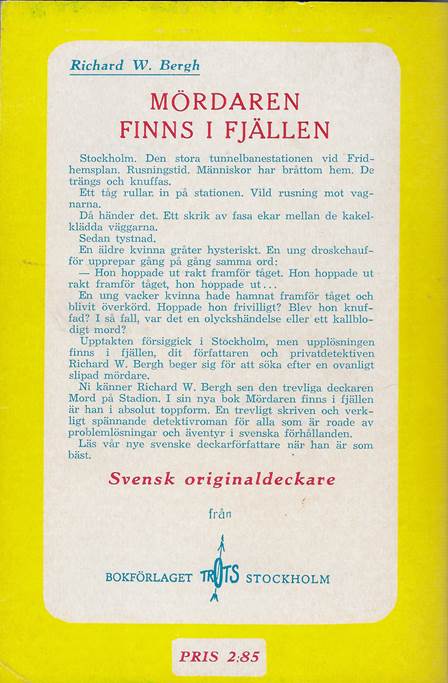 Richard W. Bergh
MÖRDAREN
FINNS I FJÄLLEN
Stockholm. Den stora tunnelbanestationen vid Frid-
hemsplan. Rusningstid. Människor har bråttom hem. De
trängs och knuffas.
Ett tåg rullar in på stationen. Vild rusning mot vag-
narna.
Då händer det. Ett skrik av fasa ekar mellan de kakel-
klädda väggarna.
Sedan tystnad.
En äldre kvinna gråter hysteriskt. En ung droskchauf-
för upprepar gång på gång samma ord:
— Hon hoppade ut rakt framför tåget. Hon hoppade ut
rakt framför tåget, hon hoppade ut...
En ung vacker kvinna hade hamnat framför tåget och
blivit överkörd. Hoppade hon frivilligt? Blev hon knuf-
fad? I så fall, var det en olyckshändelse eller ett kallblo-
digt mord?
Upptakten försiggick i Stockholm, men upplösningen
finns i fjällen, dit författaren och privatdetektiven
Richard W. Bergh beger sig för att söka efter en ovanligt
slipad mördare.
Ni känner Richard W. Bergh sen den trevliga deckaren
Mord på Stadion. I sin nya bok Mördaren finns i fjällen
är han i absolut toppform. En trevligt skriven och verk-
ligt spännande detektivroman för alla som är roade av
problemlösningar och äventyr i svenska förhållanden.
Läs vår nye svenske deckarförfattare när han är som
bäst.
Svensk originaldeckare
från
BOKFÖRLAGET TROTS STOCKHOLM
PRIS 2:85